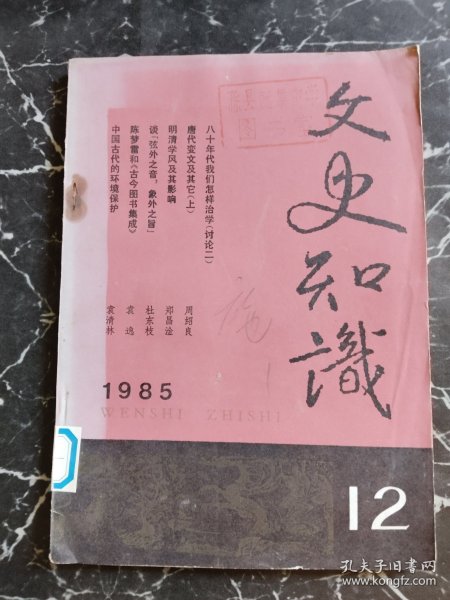 文史知識
八十年代我们怎样治学(讨论二)
唐代变文及其它(上) 周绍良
明清学风及其影响 郑昌淦
谈“弦外之音，象外之旨” 杜东枝
陈梦雷和《古今图书集成》 袁逸
中国古代的环境保护 袁清林
1985
WENSHI ZHISHI
12
孔夫子旧书网
www.kongfz.com